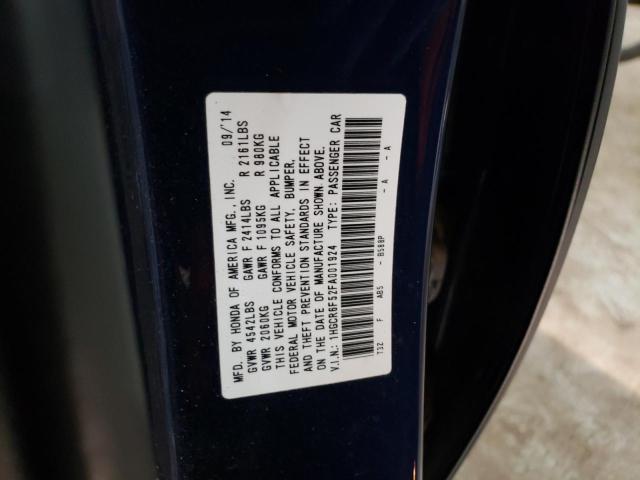 MFD. BY HONDA OF AMERICA MFG., INC. 09/14
GVWR 4542LBS GAWR F 2414LBS R 2161LBS
GVWR 2060KG GAWR F 1095KG R 980KG
THIS VEHICLE CONFORMS TO ALL APPLICABLE
FEDERAL MOTOR VEHICLE SAFETY, BUMPER,
AND THEFT PREVENTION STANDARDS IN EFFECT
ON THE DATE OF MANUFACTURE SHOWN ABOVE.
V.I.N.: 1HGCR6F52FA001924 TYPE: PASSENGER CAR
T3Z F AB5 - B588P - A - A